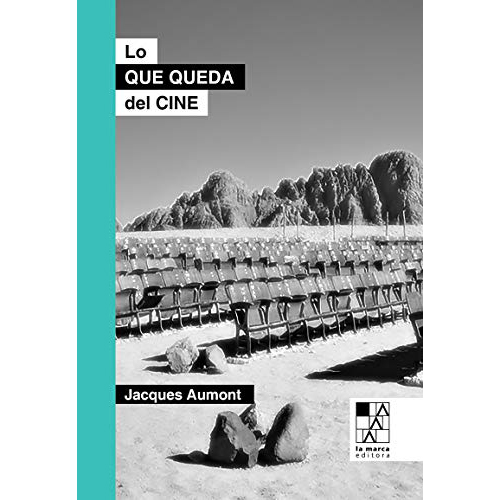 Lo
QUE QUEDA
del CINE
Jacques Aumont
la marca
editora